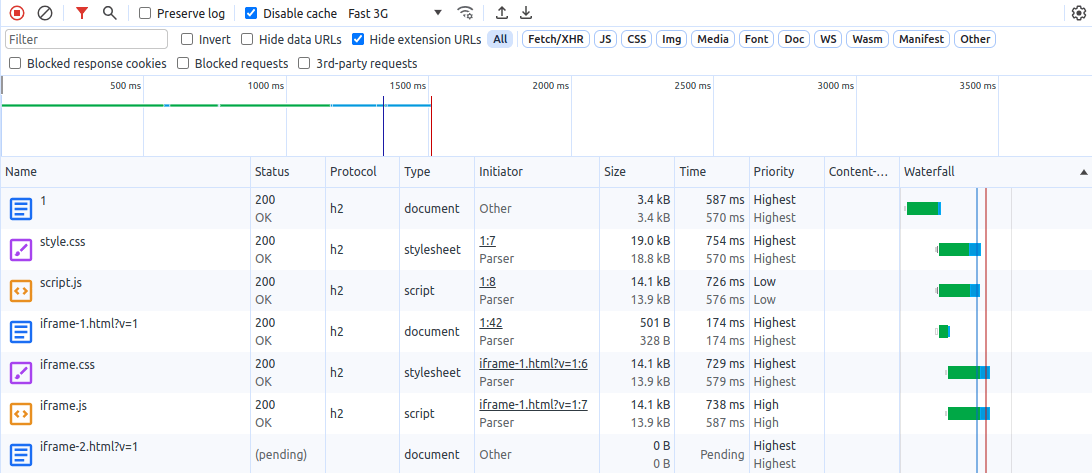 Preserve log Disable cache Fast 3G
Filter Invert Hide data URLs Hide extension URLs All Fetch/XHR JS CSS Img Media Font Doc WS Wasm Manifest Other
Blocked response cookies Blocked requests 3rd-party requests
500 ms 1000 ms 1500 ms 2000 ms 2500 ms 3000 ms 3500 ms
Name Status Protocol Type Initiator Size Time Priority Content-... Waterfall
1 200 OK h2 document Other 3.4 kB 3.4 kB 587 ms 570 ms Highest Highest
style.css 200 OK h2 stylesheet 1:7 Parser 19.0 kB 18.8 kB 754 ms 570 ms Highest Highest
script.js 200 OK h2 script 1:8 Parser 14.1 kB 13.9 kB 726 ms 576 ms Low Low
iframe-1.html?v=1 200 OK h2 document 1:42 Parser 501 B 328 B 174 ms 174 ms Highest Highest
iframe.css 200 OK h2 stylesheet iframe-1.html?v=1:6 Parser 14.1 kB 13.9 kB 729 ms 579 ms Highest Highest
iframe.js 200 OK h2 script iframe-1.html?v=1:7 Parser 14.1 kB 13.9 kB 738 ms 587 ms High High
iframe-2.html?v=1 (pending) document Other 0 B 0 B Pending Highest Highest